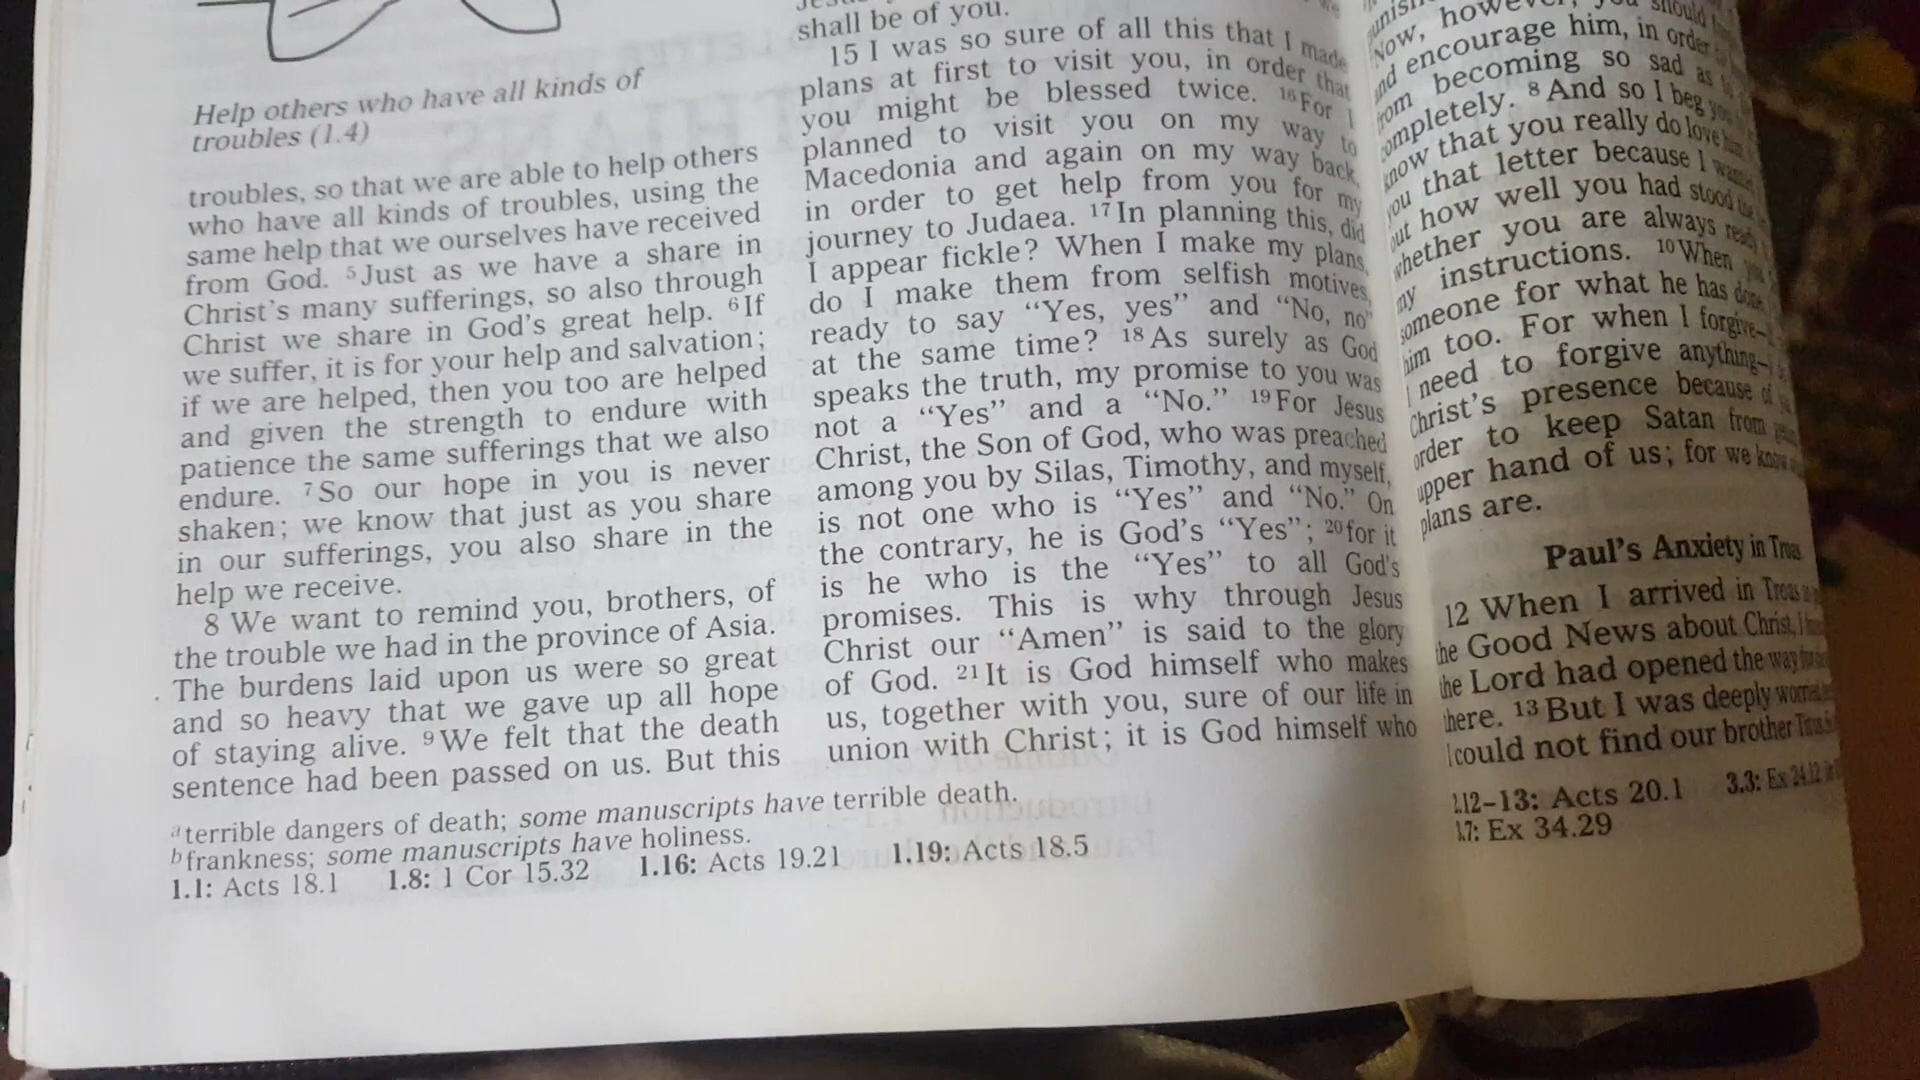 Help others who have all kinds of
troubles (1.4)
troubles, so that we are able to help others
who have all kinds of troubles, using the
same help that we ourselves have received
from God. 5 Just as we have a share in
Christ's many sufferings, so also through
Christ we share in God's great help. 6 If
we suffer, it is for your help and salvation;
if we are helped, then you too are helped
and given the strength to endure with
patience the same sufferings that we also
endure. 7 So our hope in you is never
shaken; we know that just as you share
in our sufferings, you also share in the
help we receive.
8 We want to remind you, brothers, of
the trouble we had in the province of Asia.
The burdens laid upon us were so great
and so heavy that we gave up all hope
of staying alive. 9 We felt that the death
sentence had been passed on us. But this
shall be of you.
15 I was so sure of all this that I made
plans at first to visit you, in order that
you might be blessed twice. 16 For I
planned to visit you on my way to
Macedonia and again on my way back,
in order to get help from you for my
journey to Judaea. 17 In planning this, did
I appear fickle? When I make my plans,
do I make them from selfish motives,
ready to say “Yes, yes” and “No, no”
at the same time? 18 As surely as God
speaks the truth, my promise to you was
not a “Yes” and a “No.” 19 For Jesus
Christ, the Son of God, who was preached
among you by Silas, Timothy, and myself,
is not one who is “Yes” and “No.” On
the contrary, he is God's “Yes”; 20 for it
is he who is the “Yes” to all God's
promises. This is why through Jesus
Christ our “Amen” is said to the glory
of God. 21 It is God himself who makes
us, together with you, sure of our life in
union with Christ; it is God himself who
a terrible dangers of death; some manuscripts have terrible death.
b frankness; some manuscripts have holiness.
1.1: Acts 18.1 1.8: 1 Cor 15.32 1.16: Acts 19.21 1.19: Acts 18.5
encourage him, in order
becoming so sad as
completely. 8 And so I beg
know that you really do love
you that letter because I
how well you had stood
whether you are always
my instructions. 10 When
someone for what he has done
him too. For when I forgive—
I need to forgive anything—
Christ's presence because
order to keep Satan from
upper hand of us; for we know
plans are.
Paul's Anxiety in Troas
12 When I arrived in Troas
the Good News about Christ, I
the Lord had opened the way
there. 13 But I was deeply
I could not find our brother Titus
2.12–13: Acts 20.1 3.3: Ex 24.12
3.7: Ex 34.29